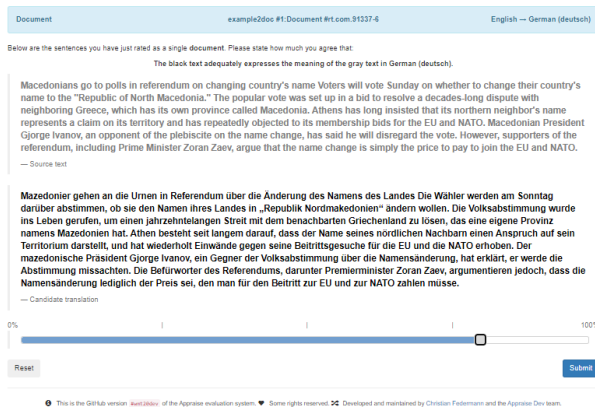 Document example2doc #1:Document #rt.com.91337-6 English → German (deutsch)
Below are the sentences you have just rated as a single document. Please state how much you agree that:
The black text adequately expresses the meaning of the gray text in German (deutsch).
Macedonians go to polls in referendum on changing country's name Voters will vote Sunday on whether to change their country's
name to the "Republic of North Macedonia." The popular vote was set up in a bid to resolve a decades-long dispute with
neighboring Greece, which has its own province called Macedonia. Athens has long insisted that its northern neighbor's name
represents a claim on its territory and has repeatedly objected to its membership bids for the EU and NATO. Macedonian President
Gjorge Ivanov, an opponent of the plebiscite on the name change, has said he will disregard the vote. However, supporters of the
referendum, including Prime Minister Zoran Zaev, argue that the name change is simply the price to pay to join the EU and NATO.
— Source text
Mazedonier gehen an die Urnen in Referendum über die Änderung des Namens des Landes Die Wähler werden am Sonntag
darüber abstimmen, ob sie den Namen ihres Landes in „Republik Nordmakedonien“ ändern wollen. Die Volksabstimmung wurde
ins Leben gerufen, um einen jahrzehntelangen Streit mit dem benachbarten Griechenland zu lösen, das eine eigene Provinz
namens Mazedonien hat. Athen besteht seit langem darauf, dass der Name seines nördlichen Nachbarn einen Anspruch auf sein
Territorium darstellt, und hat wiederholt Einwände gegen seine Beitrittsgesuche für die EU und die NATO erhoben. Der
mazedonische Präsident Gjorge Ivanov, ein Gegner der Volksabstimmung über die Namensänderung, hat erklärt, er werde die
Abstimmung missachten. Die Befürworter des Referendums, darunter Premierminister Zoran Zaev, argumentieren jedoch, dass die
Namensänderung lediglich der Preis sei, den man für den Beitritt zur EU und zur NATO zahlen müsse.
— Candidate translation
0% 100%
Reset Submit
This is the GitHub version of the Appraise evaluation system. Some rights reserved. Developed and maintained by Christian Federmann and the Appraise Dev team.